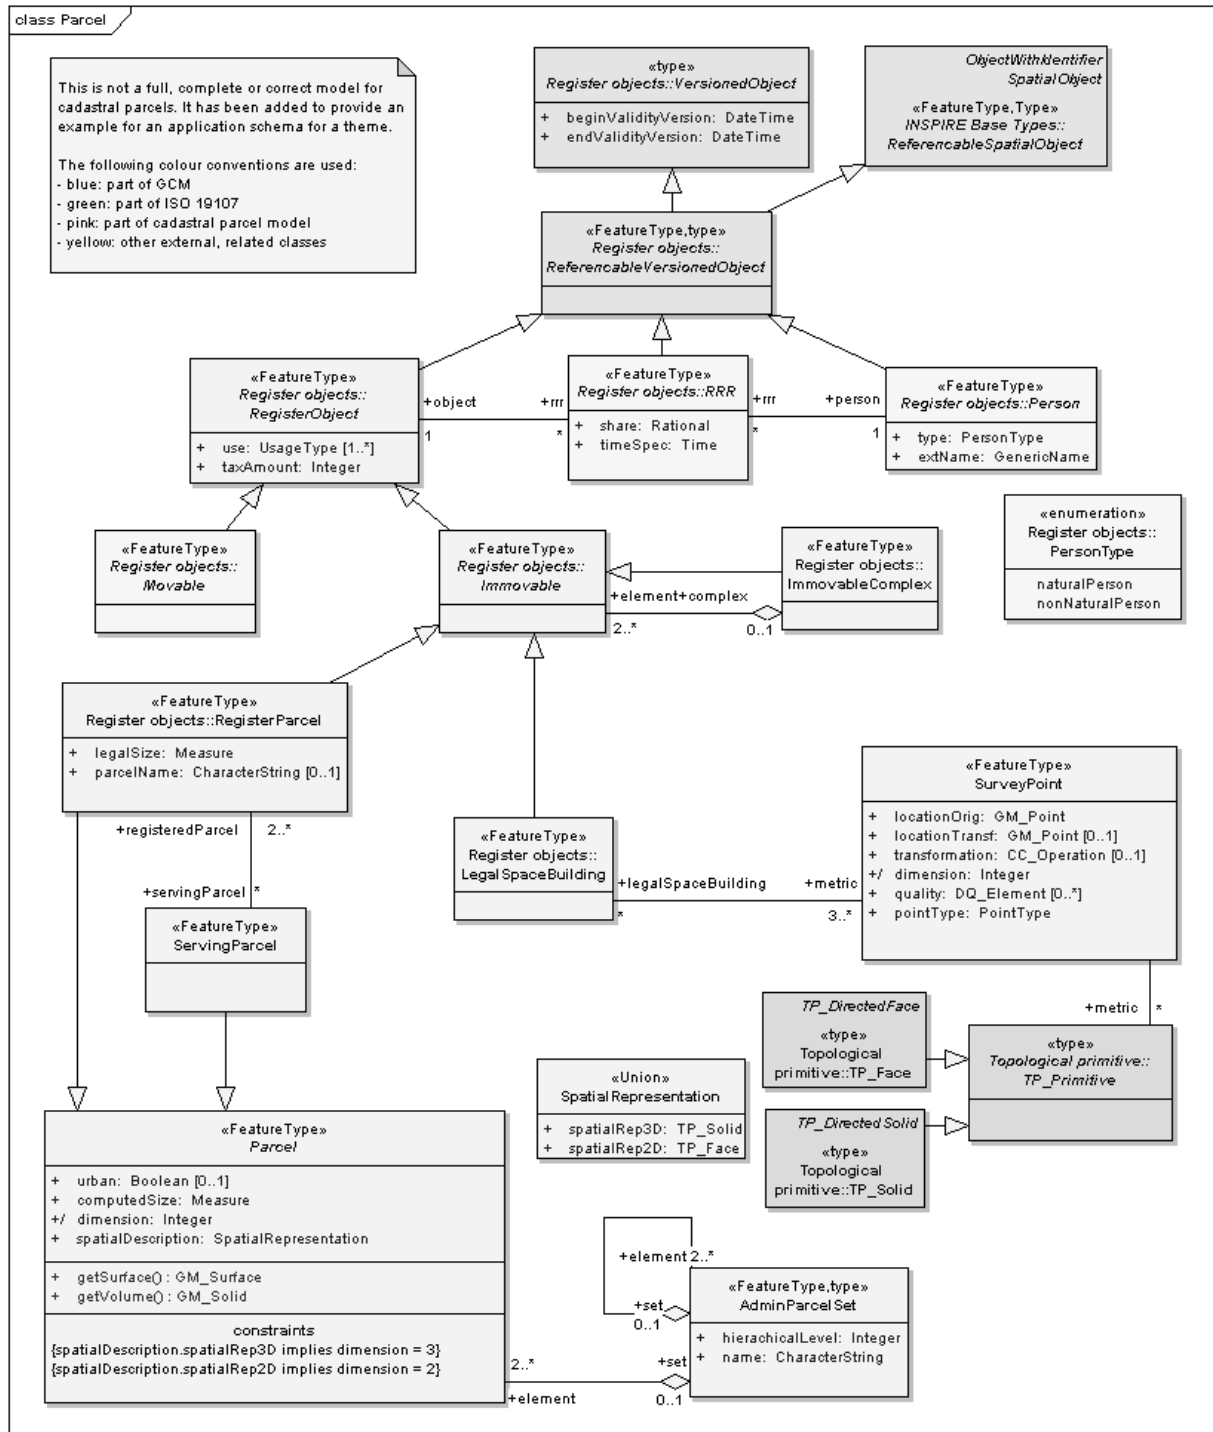 class Parcel
This is not a full, complete or correct model for
cadastral parcels. It has been added to provide an
example for an application schema for a theme.
The following colour conventions are used:
- blue: part of GCM
- green: part of ISO 19107
- pink: part of cadastral parcel model
- yellow: other external, related classes
«type»
Register objects::VersionedObject
+ beginValidityVersion: DateTime
+ endValidityVersion: DateTime
ObjectWithIdentifier
SpatialObject
«FeatureType,Type»
INSPIRE Base Types::
ReferencableSpatialObject
«FeatureType,type»
Register objects::
ReferencableVersionedObject
«FeatureType»
Register objects::
RegisterObject
+ use: UsageType [1..*]
+ taxAmount: Integer
+object
1
+rrr
*
«FeatureType»
Register objects::RRR
+ share: Rational
+ timeSpec: Time
+rrr
*
+person
1
«FeatureType»
Register objects::Person
+ type: PersonType
+ extName: GenericName
«enumeration»
Register objects::
PersonType
naturalPerson
nonNaturalPerson
«FeatureType»
Register objects::
Movable
«FeatureType»
Register objects::
Immovable
«FeatureType»
Register objects::
ImmovableComplex
+element+complex
2..*
0..1
«FeatureType»
Register objects::RegisterParcel
+ legalSize: Measure
+ parcelName: CharacterString [0..1]
+registeredParcel
2..*
+servingParcel
*
«FeatureType»
ServingParcel
«FeatureType»
Register objects::
LegalSpaceBuilding
+legalSpaceBuilding
*
+metric
3..*
«FeatureType»
SurveyPoint
+ locationOrig: GM_Point
+ locationTransf: GM_Point [0..1]
+ transformation: CC_Operation [0..1]
+/ dimension: Integer
+ quality: DQ_Element [0..*]
+ pointType: PointType
+metric
*
TP_DirectedFace
«type»
Topological
primitive::TP_Face
«type»
Topological primitive::
TP_Primitive
TP_DirectedSolid
«type»
Topological
primitive::TP_Solid
«Union»
SpatialRepresentation
+ spatialRep3D: TP_Solid
+ spatialRep2D: TP_Face
«FeatureType»
Parcel
+ urban: Boolean [0..1]
+ computedSize: Measure
+/ dimension: Integer
+ spatialDescription: SpatialRepresentation
+ getSurface() : GM_Surface
+ getVolume() : GM_Solid
constraints
{spatialDescription.spatialRep3D implies dimension = 3}
{spatialDescription.spatialRep2D implies dimension = 2}
+element
2..*
+set
0..1
«FeatureType,type»
AdminParcelSet
+ hierachicalLevel: Integer
+ name: CharacterString
2..*
+element
+set
0..1